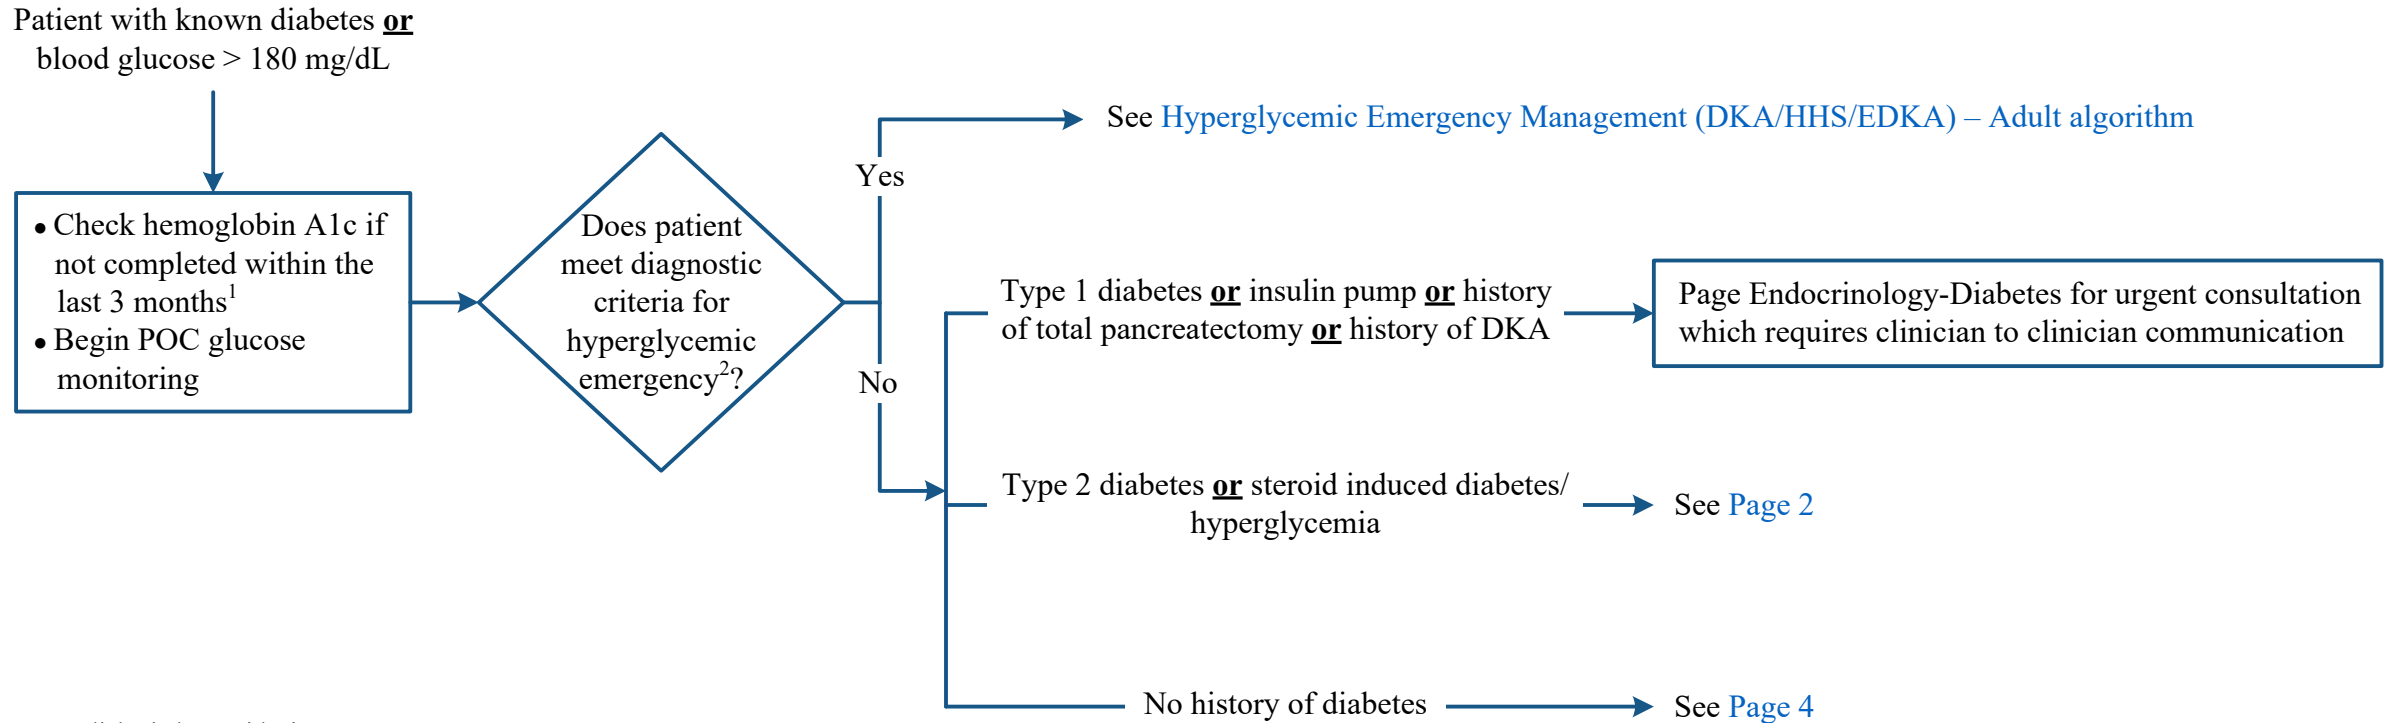 Patient with known diabetes or
blood glucose > 180 mg/dL
● Check hemoglobin A1c if
not completed within the
last 3 months¹
● Begin POC glucose
monitoring
Does patient
meet diagnostic
criteria for
hyperglycemic
emergency²?
Yes
See Hyperglycemic Emergency Management (DKA/HHS/EDKA) – Adult algorithm
No
Type 1 diabetes or insulin pump or history
of total pancreatectomy or history of DKA
Page Endocrinology-Diabetes for urgent consultation
which requires clinician to clinician communication
Type 2 diabetes or steroid induced diabetes/
hyperglycemia
See Page 2
No history of diabetes
See Page 4